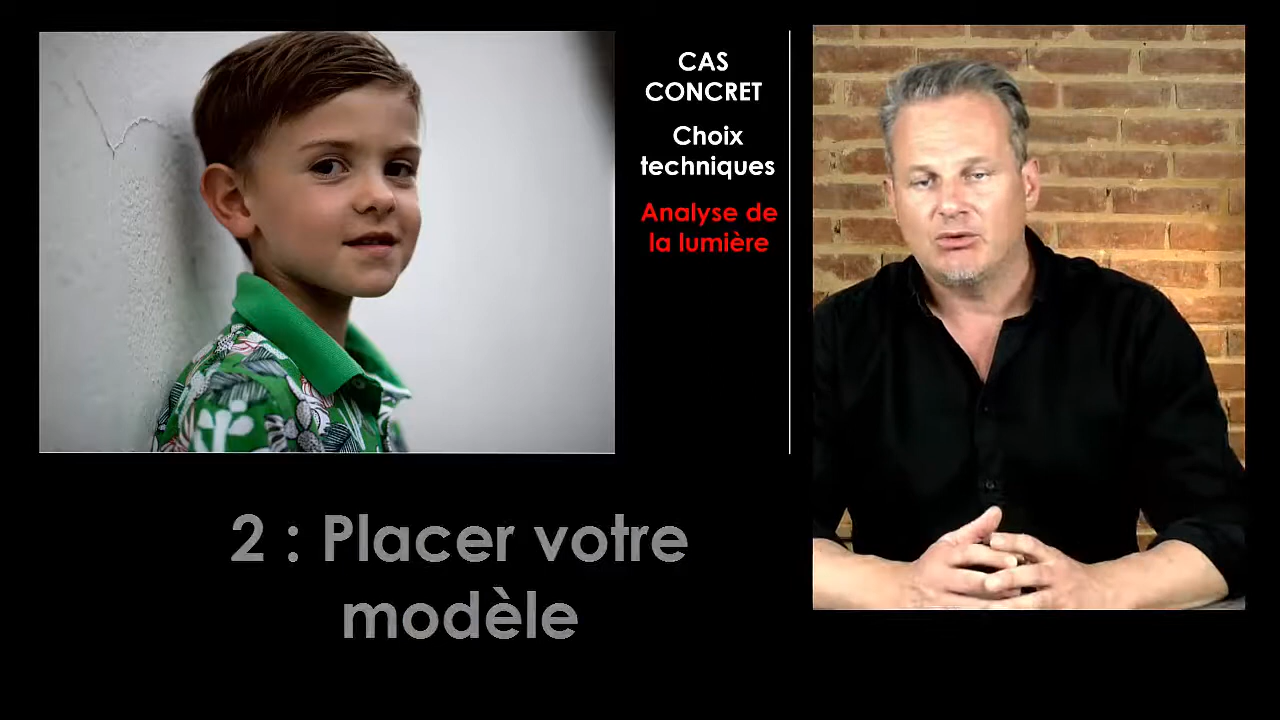 CAS
CONCRET
Choix
techniques
Analyse de
la lumière
2 : Placer votre
modèle